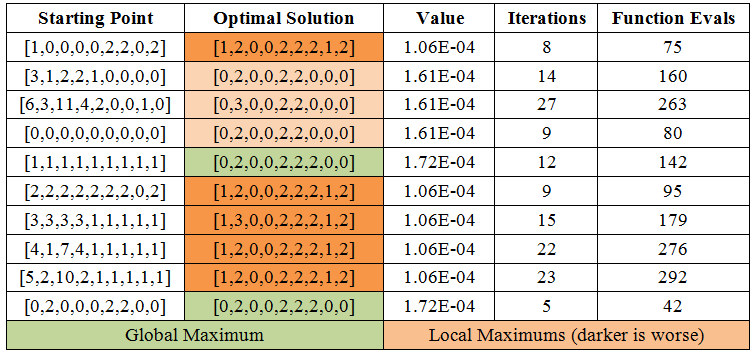 Starting Point Optimal Solution Value Iterations Function Evals
[1,0,0,0,0,2,2,0,2] [1,2,0,0,2,2,2,1,2] 1.06E-04 8 75
[3,1,2,2,1,0,0,0,0] [0,2,0,0,2,2,0,0,0] 1.61E-04 14 160
[6,3,11,4,2,0,0,1,0] [0,3,0,0,2,2,0,0,0] 1.61E-04 27 263
[0,0,0,0,0,0,0,0,0] [0,2,0,0,2,2,0,0,0] 1.61E-04 9 80
[1,1,1,1,1,1,1,1,1] [0,2,0,0,2,2,2,0,0] 1.72E-04 12 142
[2,2,2,2,2,2,2,0,2] [1,2,0,0,2,2,2,1,2] 1.06E-04 9 95
[3,3,3,3,1,1,1,1,1] [1,3,0,0,2,2,2,1,2] 1.06E-04 15 179
[4,1,7,4,1,1,1,1,1] [1,2,0,0,2,2,2,1,2] 1.06E-04 22 276
[5,2,10,2,1,1,1,1,1] [1,2,0,0,2,2,2,1,2] 1.06E-04 23 292
[0,2,0,0,0,2,2,0,0] [0,2,0,0,2,2,2,0,0] 1.72E-04 5 42
Global Maximum Local Maximums (darker is worse)